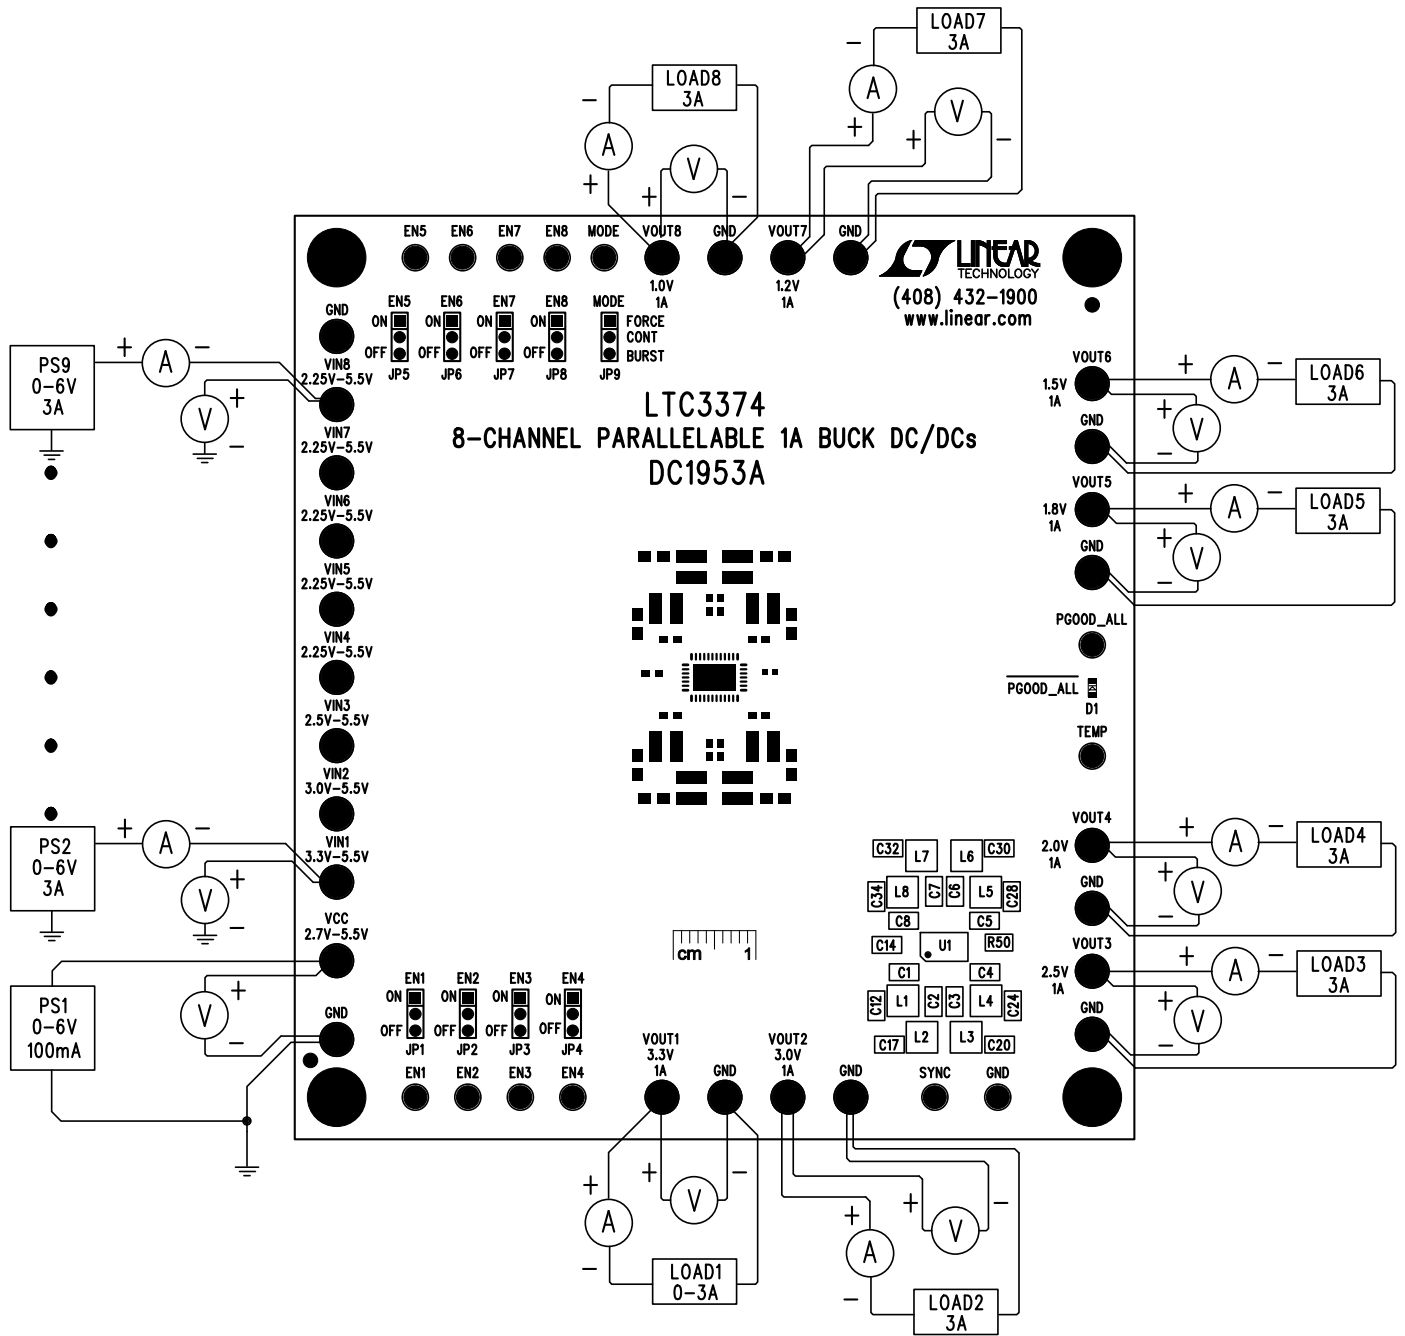 LOAD7
3A
−
A
+
V
+
−
LOAD8
3A
−
A
+
V
+
−
EN5 EN6 EN7 EN8 MODE VOUT8 GND VOUT7 GND
1.0V
1A
1.2V
1A
LINEAR
TECHNOLOGY
(408) 432-1900
www.linear.com
EN5 EN6 EN7 EN8 MODE
ON ON ON ON FORCE
CONT
OFF OFF OFF OFF BURST
JP5 JP6 JP7 JP8 JP9
LTC3374
8-CHANNEL PARALLELABLE 1A BUCK DC/DCs
DC1953A
PS9
0-6V
3A
+ A −
V
+
−
GND
VIN8
2.25V-5.5V
VIN7
2.25V-5.5V
VIN6
2.25V-5.5V
VIN5
2.25V-5.5V
VIN4
2.25V-5.5V
VIN3
2.5V-5.5V
VIN2
3.0V-5.5V
VIN1
3.3V-5.5V
VCC
2.7V-5.5V
GND
PS2
0-6V
3A
+ A −
V
+
−
PS1
0-6V
100mA
V
+
−
VOUT6
1.5V
1A
GND
+ A −
LOAD6
3A
+
V
−
VOUT5
1.8V
1A
GND
+ A −
LOAD5
3A
+
V
−
PGOOD_ALL
PGOOD_ALL
D1
TEMP
VOUT4
2.0V
1A
GND
+ A −
LOAD4
3A
+
V
−
VOUT3
2.5V
1A
GND
+ A −
LOAD3
3A
+
V
−
C32 L7 L6 C30
C34 L8 C7 C6 L5 C28
C8 C5
C14 U1 R50
C1 C4
C12 L1 C2 C3 L4 C24
C17 L2 L3 C20
cm 1
EN1 EN2 EN3 EN4
ON ON ON ON
OFF OFF OFF OFF
JP1 JP2 JP3 JP4
EN1 EN2 EN3 EN4
VOUT1
3.3V
1A
GND
VOUT2
3.0V
1A
GND
SYNC GND
+
A
−
+
V
−
LOAD1
0-3A
+
A
−
+
V
−
LOAD2
3A